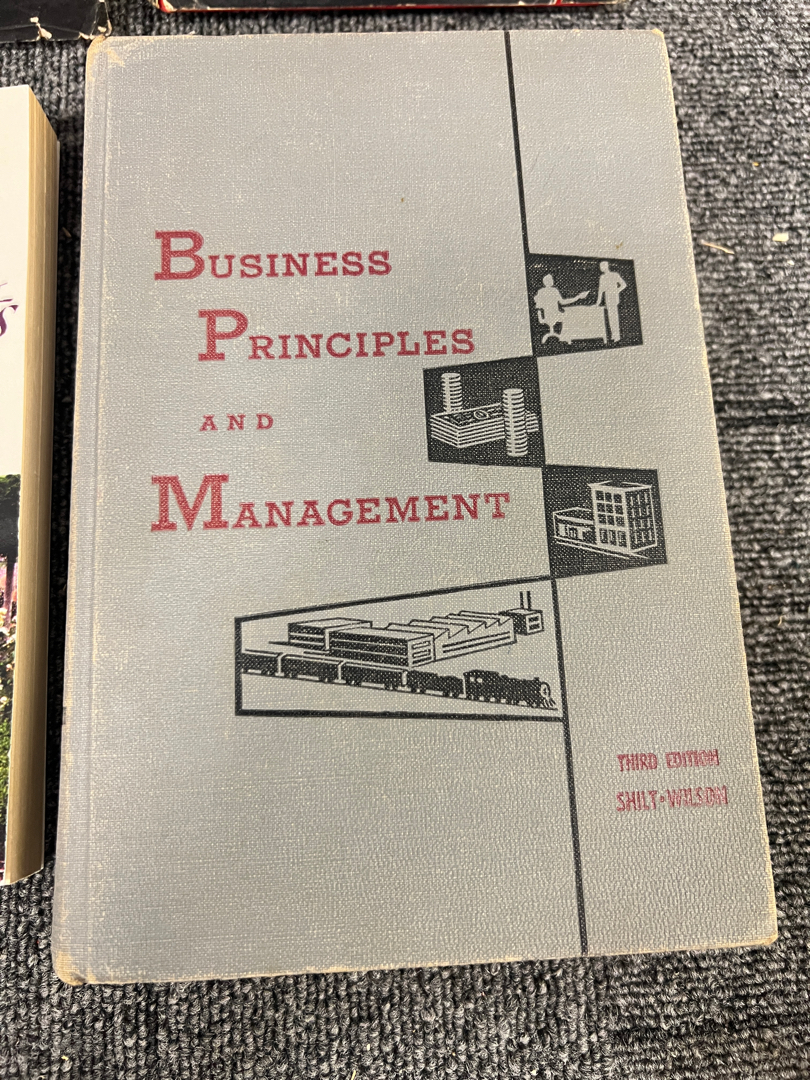 BUSINESS
PRINCIPLES
AND
MANAGEMENT
THIRD EDITION
SHILT-WILSON